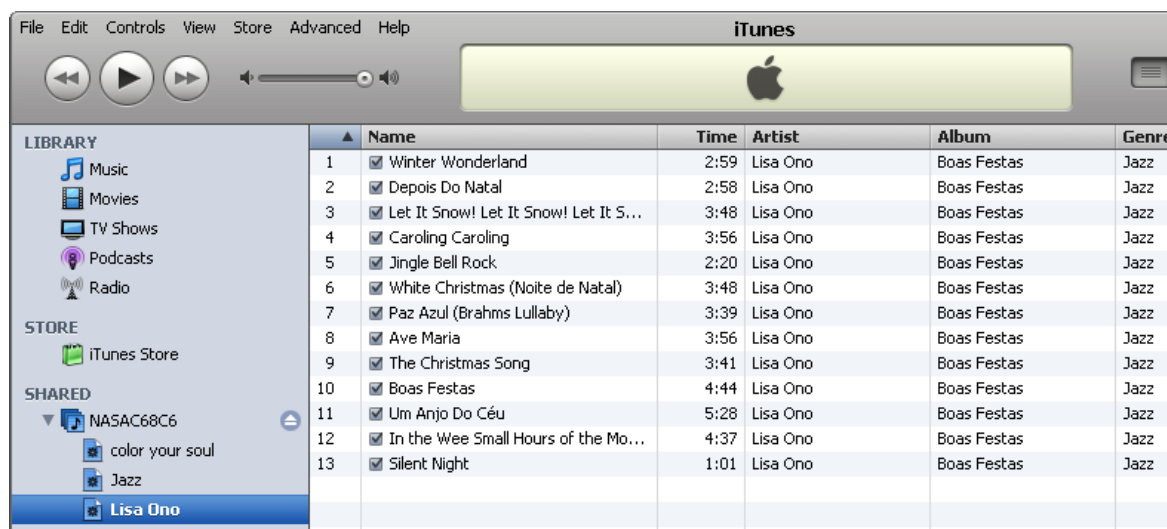 File Edit Controls View Store Advanced Help
iTunes
LIBRARY
Music
Movies
TV Shows
Podcasts
Radio
STORE
iTunes Store
SHARED
NASAC68C6
color your soul
Jazz
Lisa Ono
Name Time Artist Album Genre
1 Winter Wonderland 2:59 Lisa Ono Boas Festas Jazz
2 Depois Do Natal 2:58 Lisa Ono Boas Festas Jazz
3 Let It Snow! Let It Snow! Let It S... 3:48 Lisa Ono Boas Festas Jazz
4 Caroling Caroling 3:56 Lisa Ono Boas Festas Jazz
5 Jingle Bell Rock 2:20 Lisa Ono Boas Festas Jazz
6 White Christmas (Noite de Natal) 3:48 Lisa Ono Boas Festas Jazz
7 Paz Azul (Brahms Lullaby) 3:39 Lisa Ono Boas Festas Jazz
8 Ave Maria 3:56 Lisa Ono Boas Festas Jazz
9 The Christmas Song 3:41 Lisa Ono Boas Festas Jazz
10 Boas Festas 4:44 Lisa Ono Boas Festas Jazz
11 Um Anjo Do Céu 5:28 Lisa Ono Boas Festas Jazz
12 In the Wee Small Hours of the Mo... 4:37 Lisa Ono Boas Festas Jazz
13 Silent Night 1:01 Lisa Ono Boas Festas Jazz